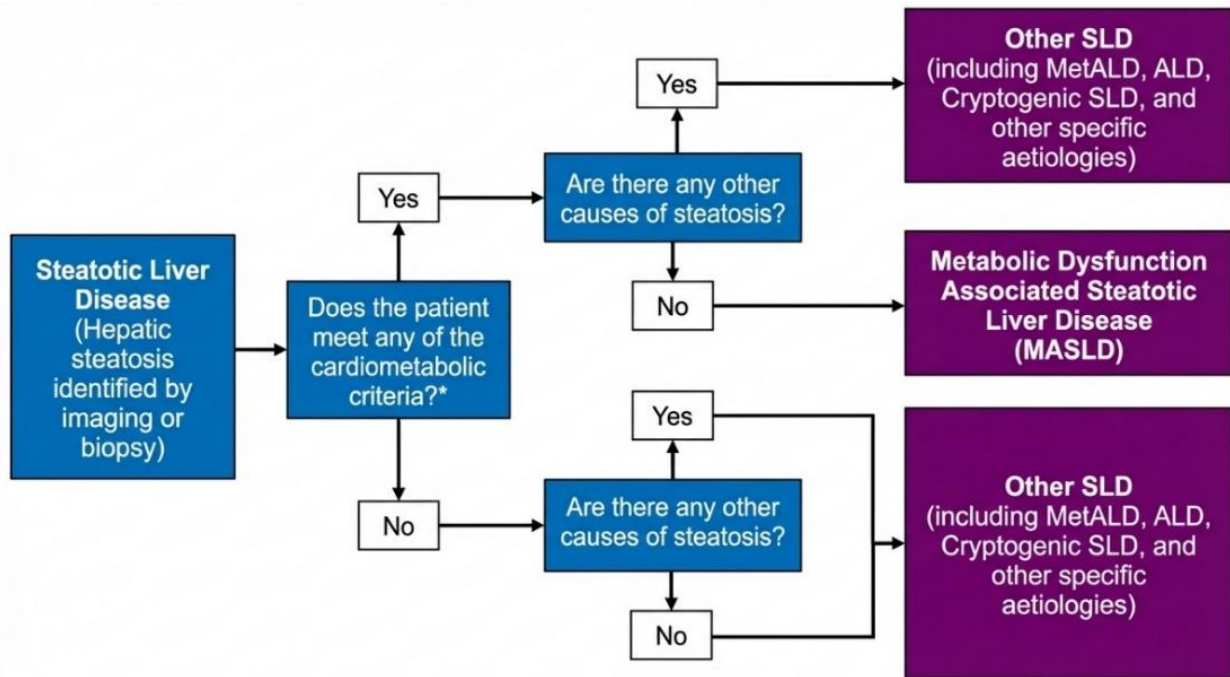 Steatotic Liver
Disease
(Hepatic
steatosis
identified by
imaging or
biopsy)
Does the patient
meet any of the
cardiometabolic
criteria?*
Yes
Are there any other
causes of steatosis?
Yes
Other SLD
(including MetALD, ALD,
Cryptogenic SLD, and
other specific
aetiologies)
No
Metabolic Dysfunction
Associated Steatotic
Liver Disease
(MASLD)
No
Are there any other
causes of steatosis?
Yes
No
Other SLD
(including MetALD, ALD,
Cryptogenic SLD, and
other specific
aetiologies)